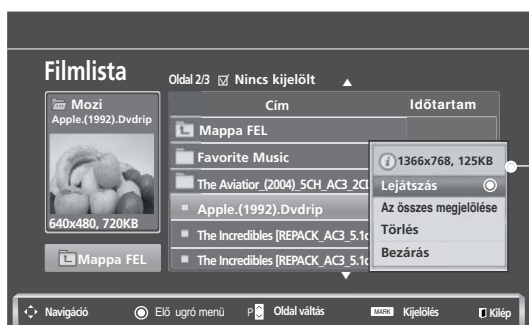 Filmlista
Oldal 2/3 ☑ Nincs kijelölt ▲
Mozi
Apple.(1992).Dvdrip
640x480, 720KB
Mappa FEL
Cím Időtartam
Mappa FEL
Favorite Music
The Aviatior_(2004)_5CH_AC3_2CD
Apple.(1992).Dvdrip
The Incredibles [REPACK_AC3_5.1c
The Incredibles [REPACK_AC3_5.1c
▼
1366x768, 125KB
Lejátszás
Az összes megjelölése
Törlés
Bezárás
Navigáció Elő ugró menü P Oldal váltás MARK Kijelölés Kilép